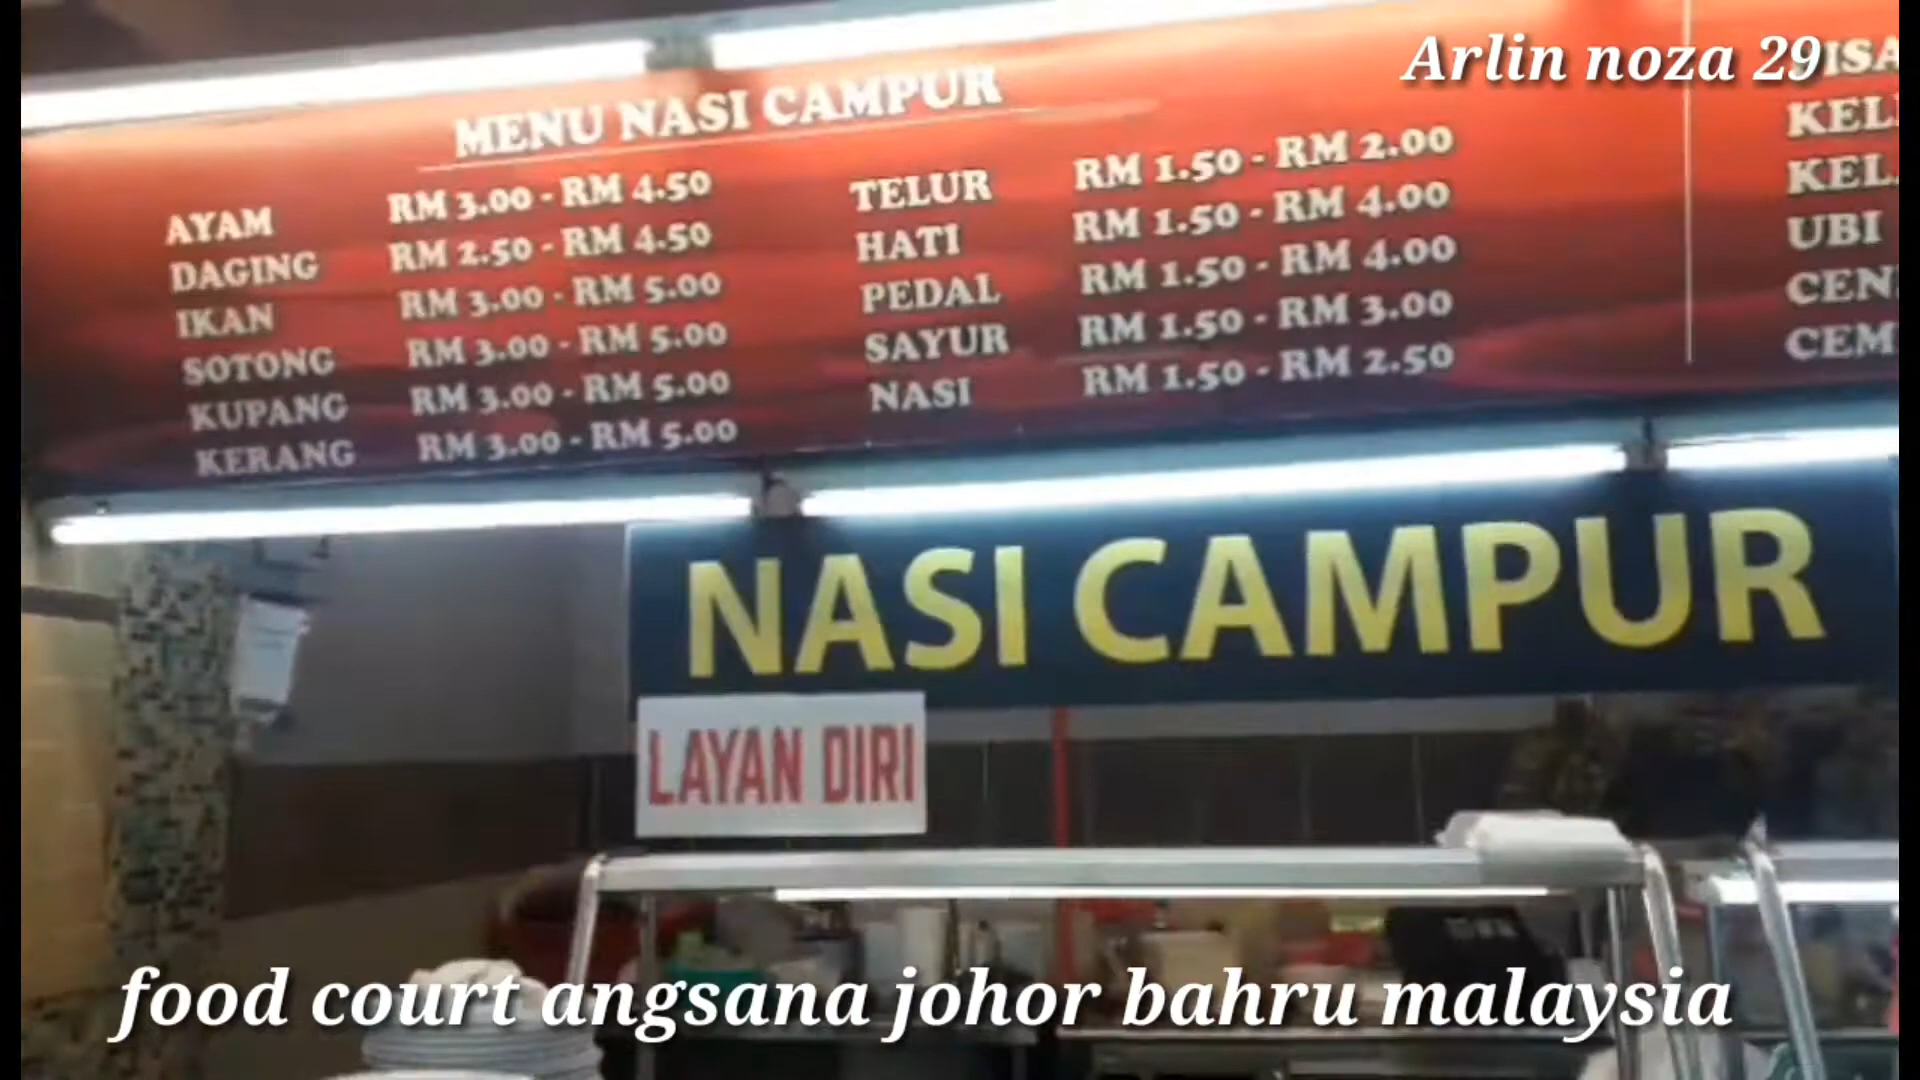 Arlin noza 29
MENU NASI CAMPUR
AYAM RM 3.00 - RM 4.50
DAGING RM 2.50 - RM 4.50
IKAN RM 3.00 - RM 5.00
SOTONG RM 3.00 - RM 5.00
KUPANG RM 3.00 - RM 5.00
KERANG RM 3.00 - RM 5.00
TELUR RM 1.50 - RM 2.00
HATI RM 1.50 - RM 4.00
PEDAL RM 1.50 - RM 4.00
SAYUR RM 1.50 - RM 3.00
NASI RM 1.50 - RM 2.50
UBI
NASI CAMPUR
LAYAN DIRI
food court angsana johor bahru malaysia